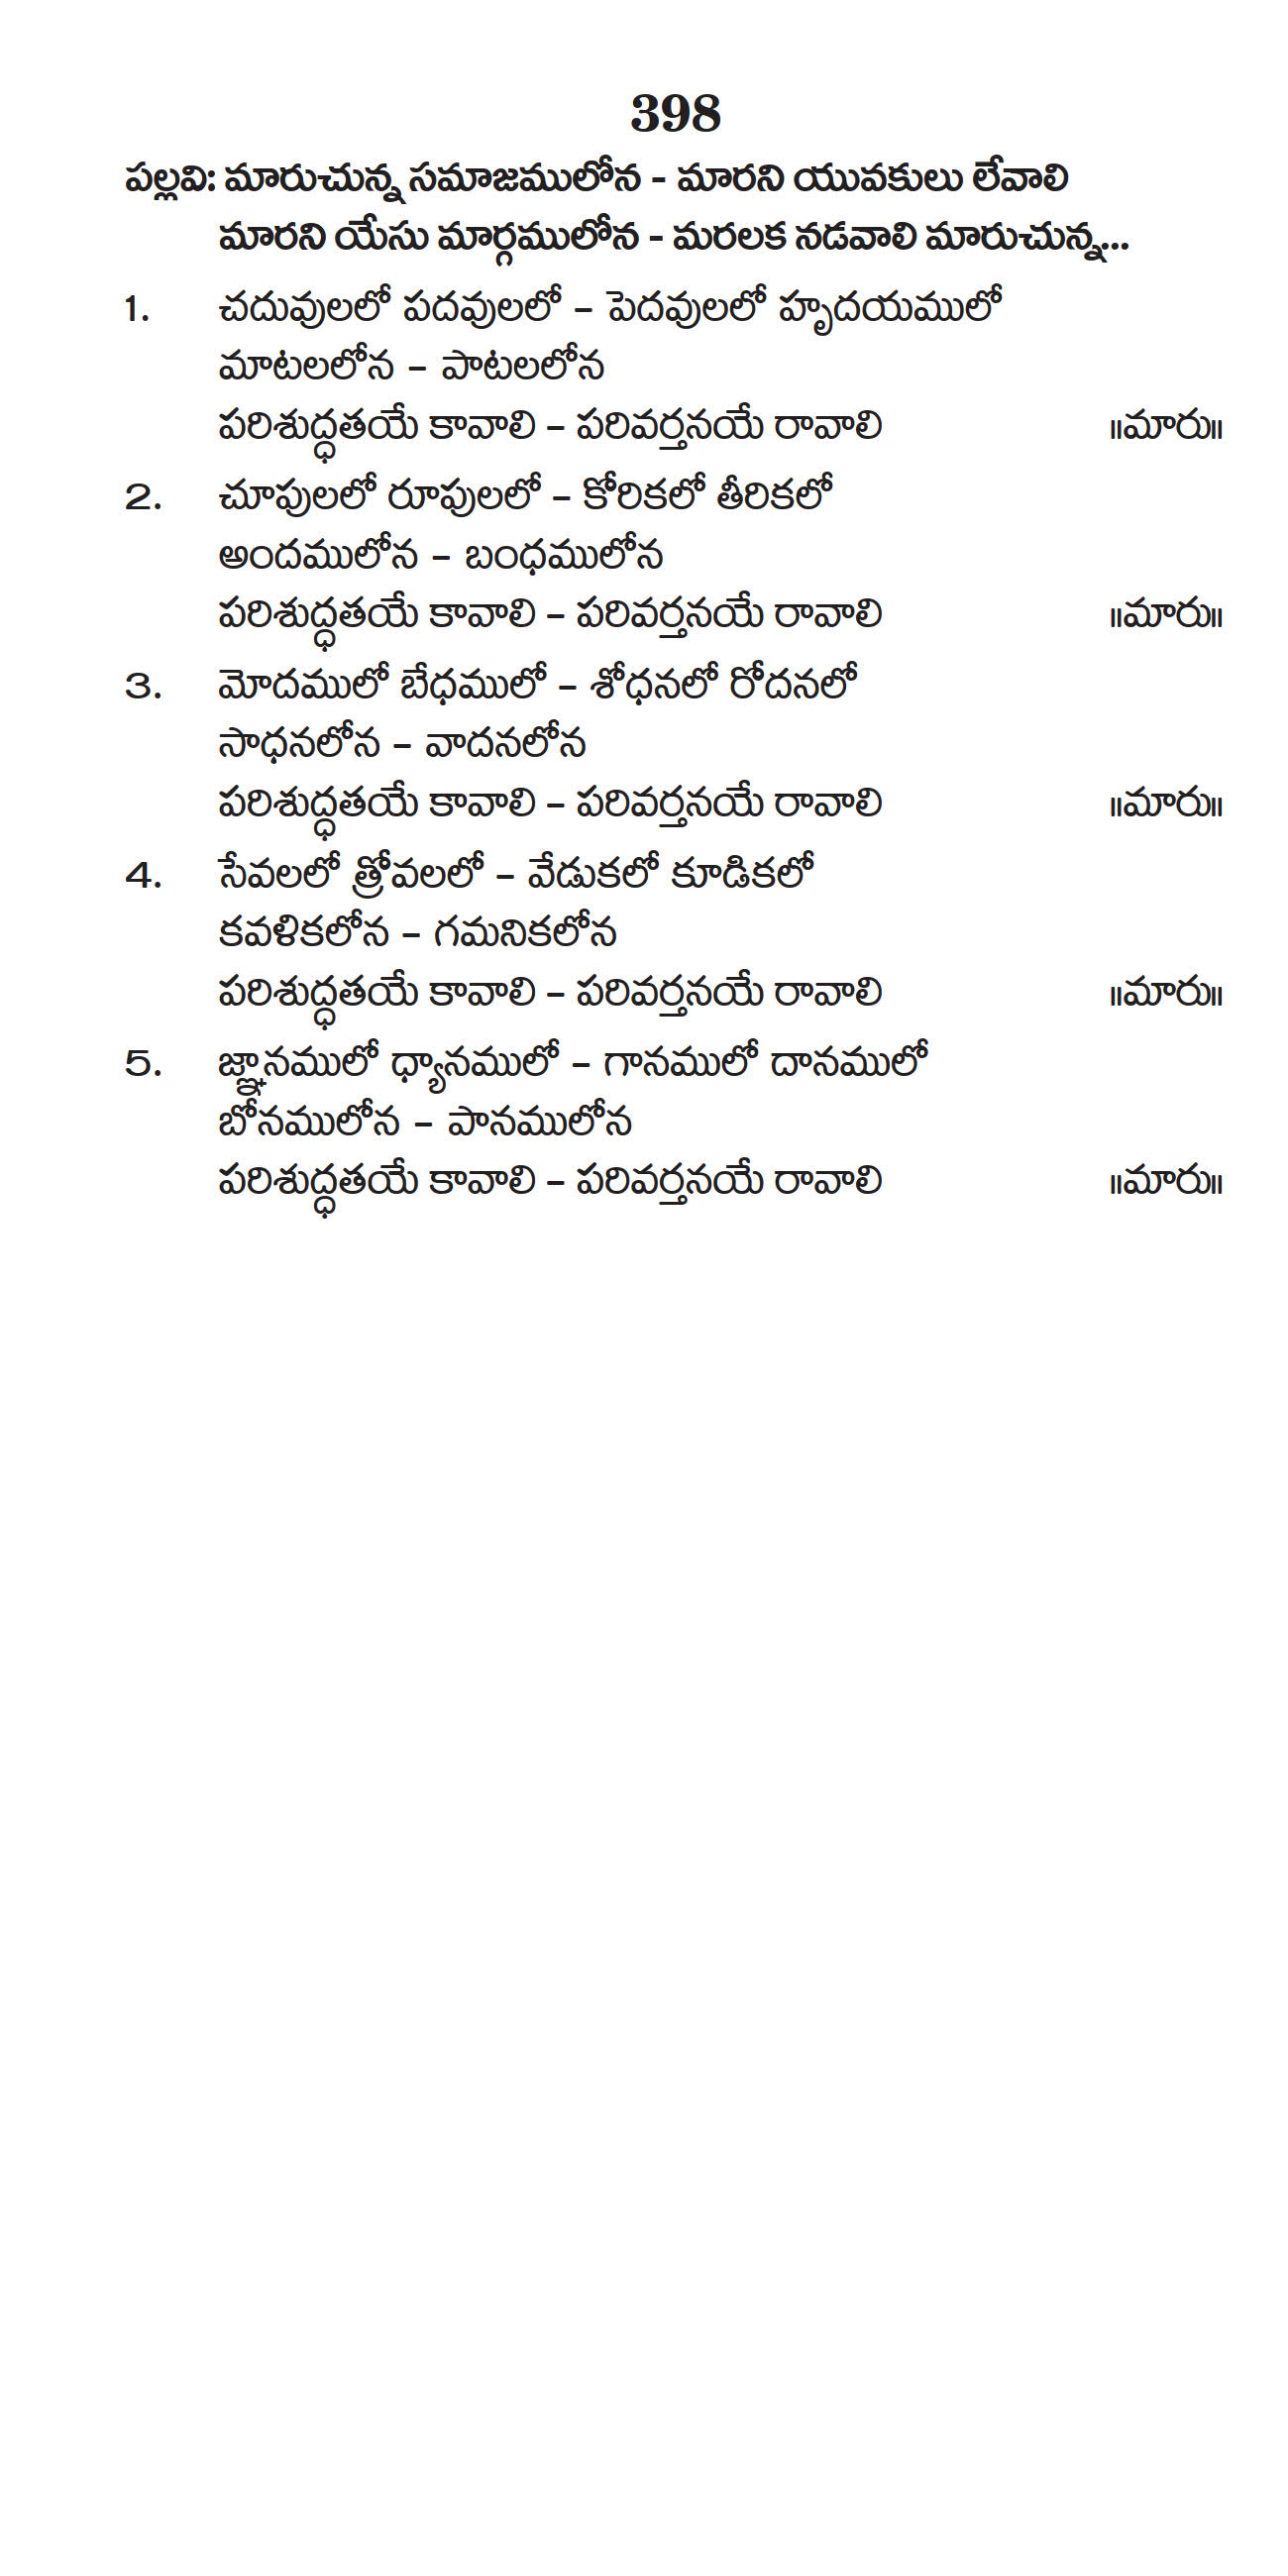 398
పల్లవి: మారుచున్న సమాజములోన - మారని యువకులు లేవాలి
మారని యేసు మార్గములోన - మరలక నడవాలి మారుచున్న...
1. చదువులలో పదవులలో – పెదవులలో హృదయములో
మాటలలోన – పాటలలోన
పరిశుద్ధతయే కావాలి – పరివర్తనయే రావాలి ॥మారు॥
2. చూపులలో రూపులలో – కోరికలో తీరికలో
అందములోన – బంధములోన
పరిశుద్ధతయే కావాలి – పరివర్తనయే రావాలి ॥మారు॥
3. మోదములో బేధములో – శోధనలో రోదనలో
సాధనలోన – వాదనలోన
పరిశుద్ధతయే కావాలి – పరివర్తనయే రావాలి ॥మారు॥
4. సేవలలో త్రోవలలో – వేడుకలో కూడికలో
కవళికలోన – గమనికలోన
పరిశుద్ధతయే కావాలి – పరివర్తనయే రావాలి ॥మారు॥
5. జ్ఞానములో ధ్యానములో – గానములో దానములో
బోనములోన – పానములోన
పరిశుద్ధతయే కావాలి – పరివర్తనయే రావాలి ॥మారు॥